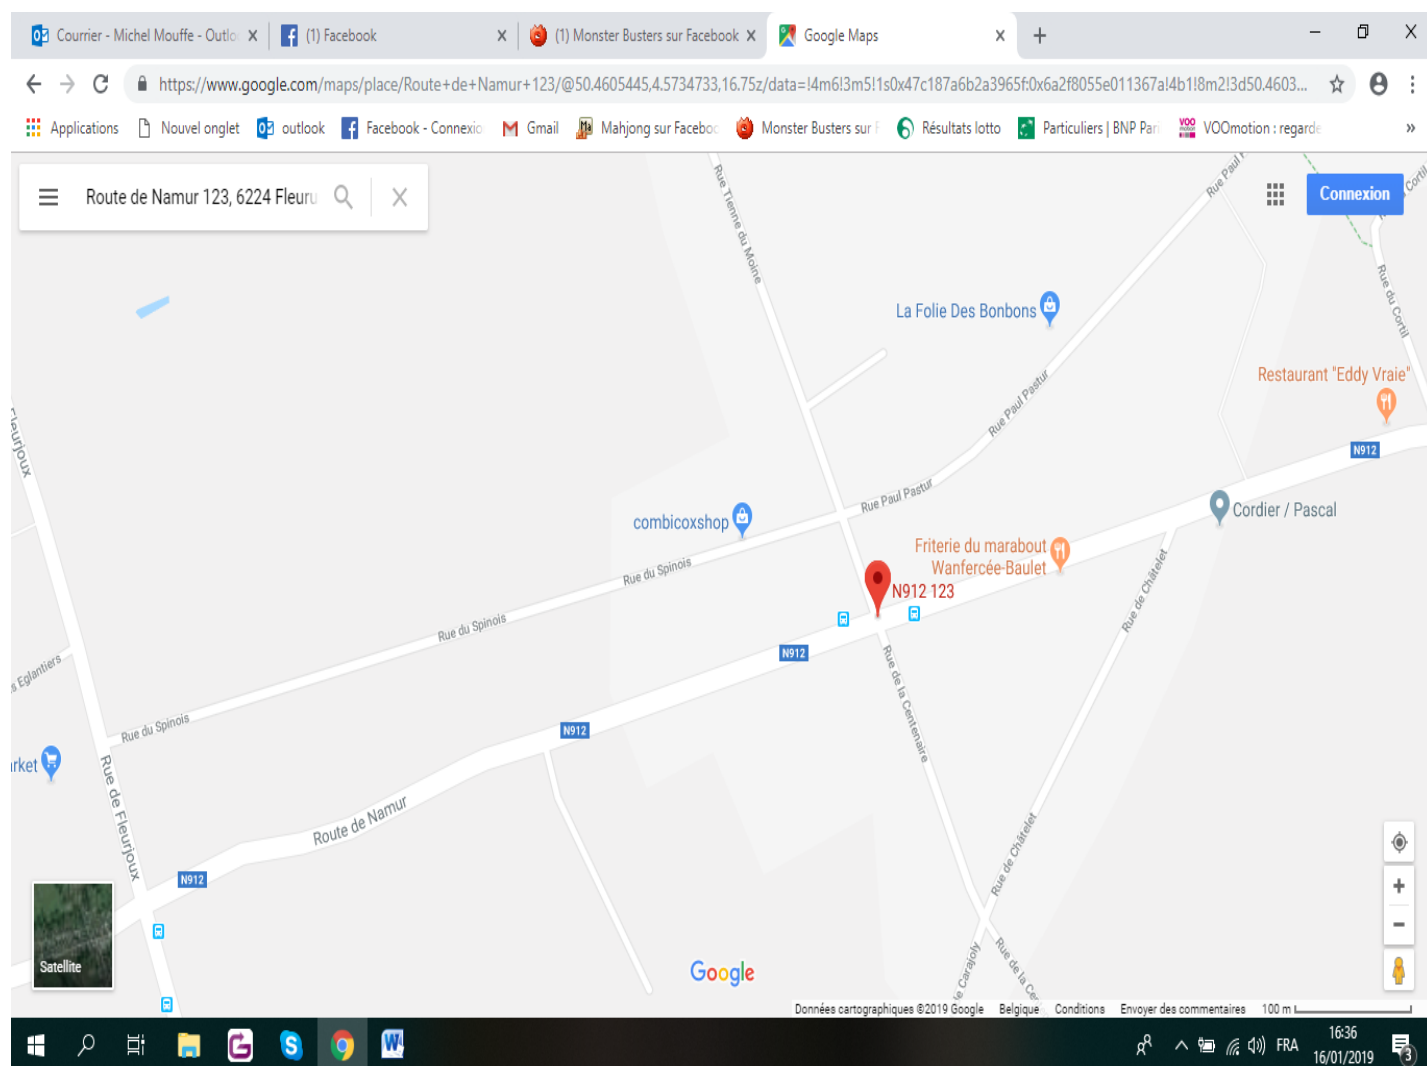 Courrier - Michel Mouffe - Outlo
(1) Facebook
(1) Monster Busters sur Facebook
Google Maps
https://www.google.com/maps/place/Route+de+Namur+123/@50.4605445,4.5734733,16.75z/data=!4m6!3m5!1s0x47c187a6b2a3965f:0x6a2f8055e011367a!4b1!8m2!3d50.4603...
Applications
Nouvel onglet
outlook
Facebook - Connexio
Gmail
Mahjong sur Faceboo
Monster Busters sur F
Résultats lotto
Particuliers | BNP Par
VOOmotion : regarde
Route de Namur 123, 6224 Fleuru
Connexion
Rue Tienne du Moine
Rue Paul
Cortil
Rue du Cortil
La Folie Des Bonbons
Restaurant "Eddy Vraie"
Rue Paul Pastur
Fleurjoux
N912
Rue Paul Pastur
Cordier / Pascal
combicoxshop
Friterie du marabout
Wanfercée-Baulet
Rue du Spinois
N912 123
Rue de Châtelet
Rue du Spinois
N912
Rue de la Centenaire
s Eglantiers
Rue du Spinois
N912
rket
Rue de Fleurjoux
Route de Namur
Rue de Châtelet
N912
Satellite
Google
e Carajoly
Rue de la Ce
Données cartographiques ©2019 Google
Belgique
Conditions
Envoyer des commentaires
100 m
FRA
16:36
16/01/2019
3